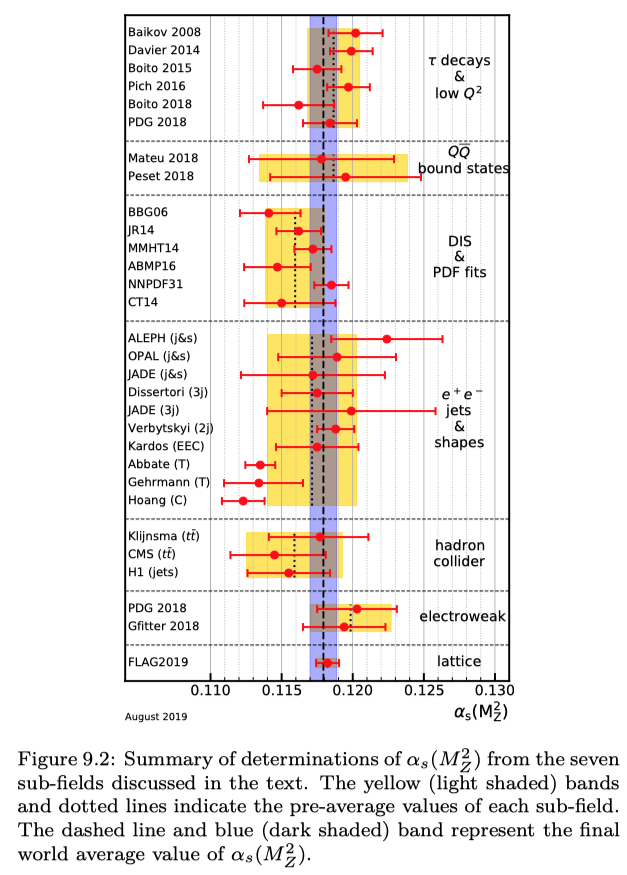 Baikov 2008
Davier 2014
Boito 2015
Pich 2016
Boito 2018
PDG 2018
τ decays
&
low Q²
Mateu 2018
Peset 2018
QQ̅
bound states
BBG06
JR14
MMHT14
ABMP16
NNPDF31
CT14
DIS
&
PDF fits
ALEPH (j&s)
OPAL (j&s)
JADE (j&s)
Dissertori (3j)
JADE (3j)
Verbytskyi (2j)
Kardos (EEC)
Abbate (T)
Gehrmann (T)
Hoang (C)
e⁺e⁻
jets
&
shapes
Klijnsma (tt̅)
CMS (tt̅)
H1 (jets)
hadron
collider
PDG 2018
Gfitter 2018
electroweak
FLAG2019
lattice
0.110 0.115 0.120 0.125 0.130
αs(M²Z)
August 2019
Figure 9.2: Summary of determinations of αs(M²Z) from the seven
sub-fields discussed in the text. The yellow (light shaded) bands
and dotted lines indicate the pre-average values of each sub-field.
The dashed line and blue (dark shaded) band represent the final
world average value of αs(M²Z).